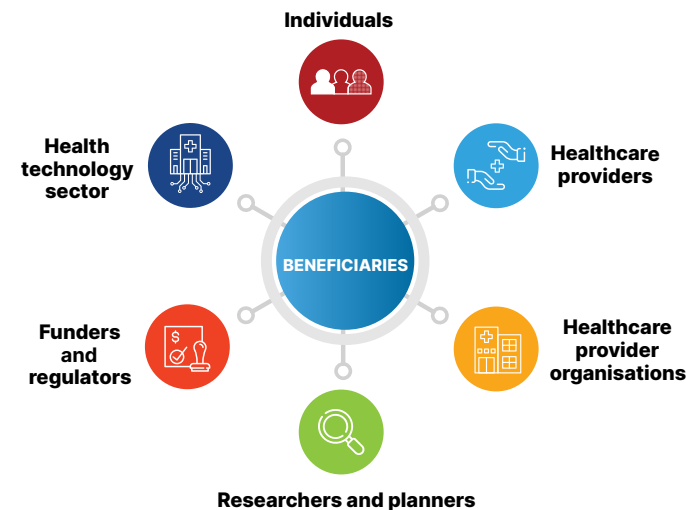 Individuals
Health
technology
sector
Healthcare
providers
BENEFICIARIES
Funders
and
regulators
$
Healthcare
provider
organisations
Researchers and planners